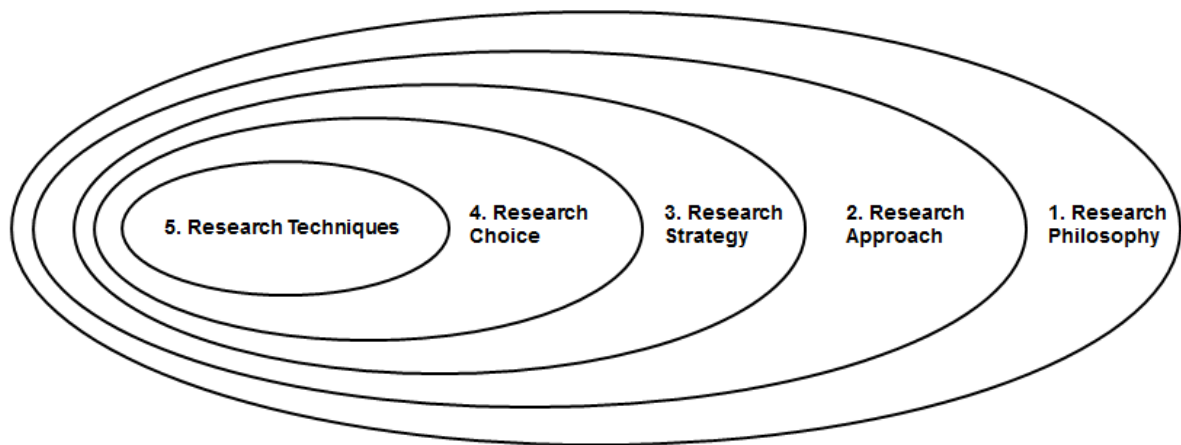 5. Research Techniques
4. Research
Choice
3. Research
Strategy
2. Research
Approach
1. Research
Philosophy